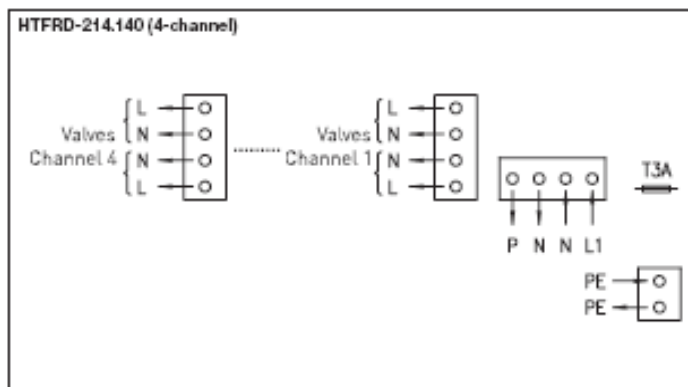 HTFRD-214.140 (4-channel)
L L
Valves N Valves N
Channel 4 N Channel 1 N
L L
T3A
P N N L1
PE
PE